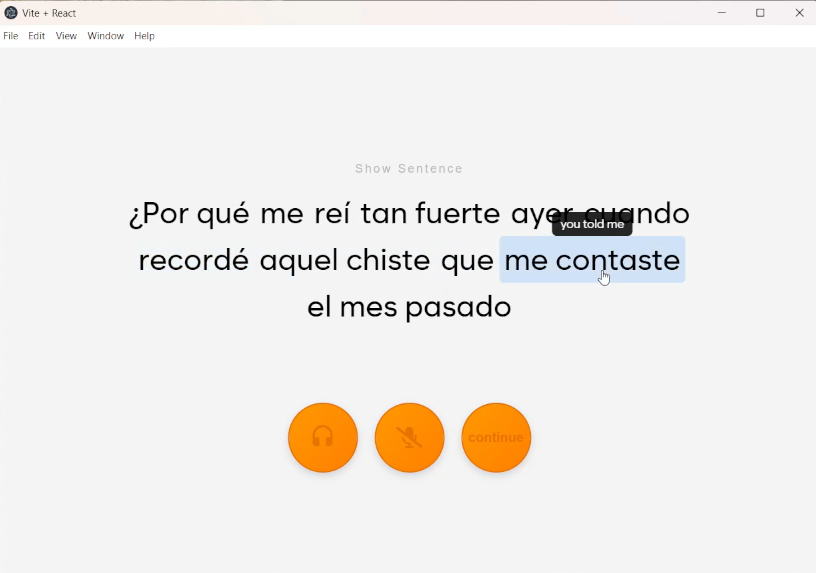 Vite + React
File Edit View Window Help
Show Sentence
¿Por qué me reí tan fuerte ayer cuando
you told me
recordé aquel chiste que me contaste
el mes pasado
continue